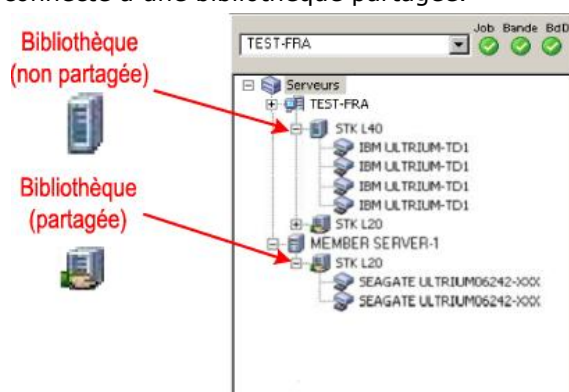 connecté à une bibliothèque partagée.
Bibliothèque
(non partagée)
Bibliothèque
(partagée)
TEST-FRA
Job Bande BdD
Serveurs
TEST-FRA
STK L40
IBM ULTRIUM-TD1
IBM ULTRIUM-TD1
IBM ULTRIUM-TD1
IBM ULTRIUM-TD1
STK L20
MEMBER SERVER-1
STK L20
SEAGATE ULTRIUM06242-XXX
SEAGATE ULTRIUM06242-XXX